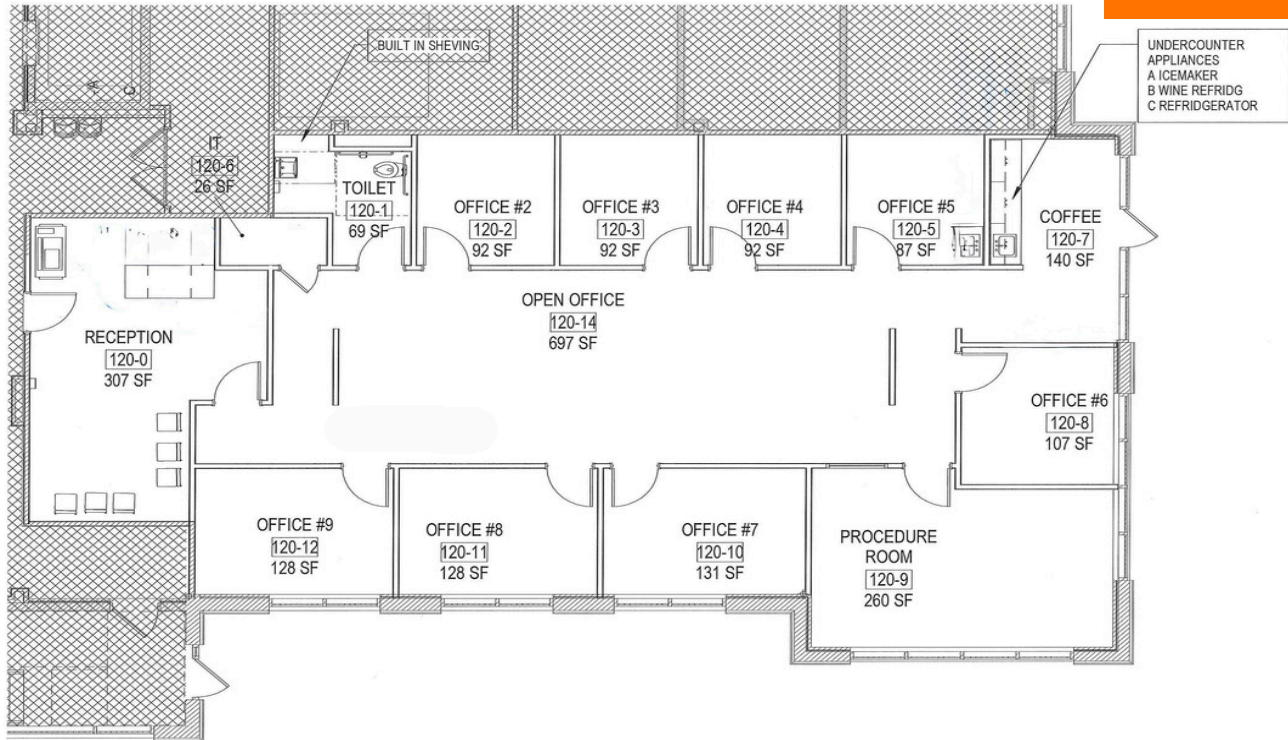 BUILT IN SHEVING
UNDERCOUNTER
APPLIANCES
A ICEMAKER
B WINE REFRIDG
C REFRIDGERATOR
A
C
IT
120-6
26 SF
TOILET
120-1
69 SF
OFFICE #2
120-2
92 SF
OFFICE #3
120-3
92 SF
OFFICE #4
120-4
92 SF
OFFICE #5
120-5
87 SF
COFFEE
120-7
140 SF
OPEN OFFICE
120-14
697 SF
RECEPTION
120-0
307 SF
OFFICE #6
120-8
107 SF
OFFICE #9
120-12
128 SF
OFFICE #8
120-11
128 SF
OFFICE #7
120-10
131 SF
PROCEDURE
ROOM
120-9
260 SF